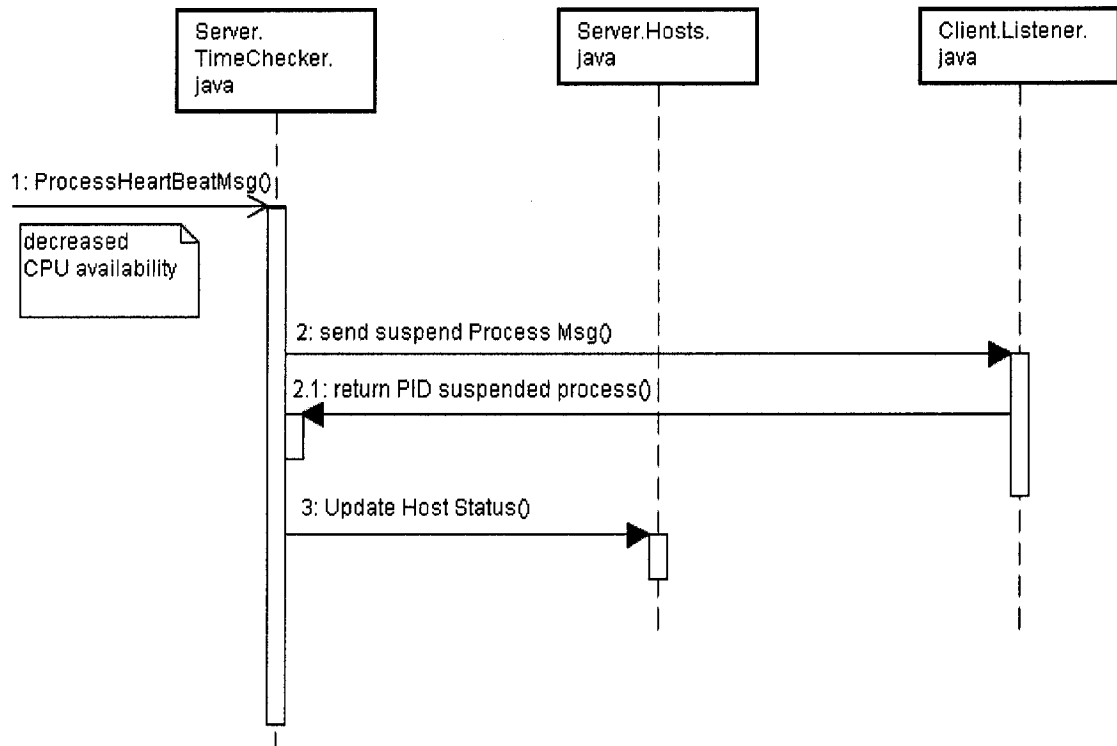 Server.
TimeChecker.
java
Server.Hosts.
java
Client.Listener.
java
1: ProcessHeartBeatMsg()
decreased
CPU availability
2: send suspend Process Msg()
2.1: return PID suspended process()
3: Update Host Status()